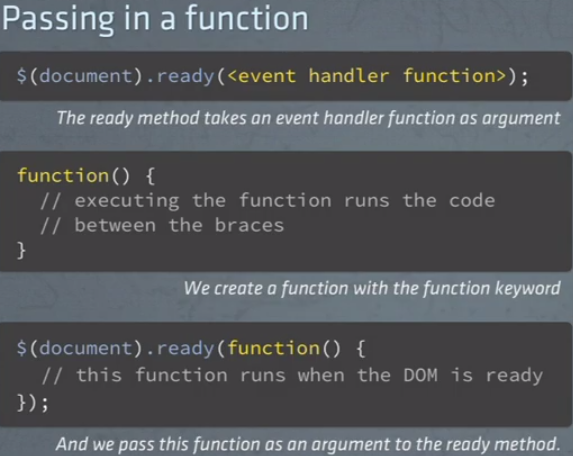 Passing in a function
$(document).ready(<event handler function>);
The ready method takes an event handler function as argument
function() {
// executing the function runs the code
// between the braces
}
We create a function with the function keyword
$(document).ready(function() {
// this function runs when the DOM is ready
});
And we pass this function as an argument to the ready method.